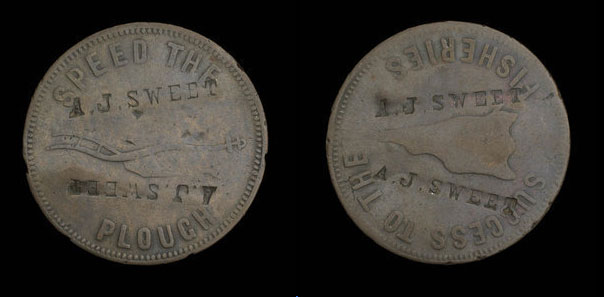 SPEED THE
A.J.SWEET
A.J.SWEET
PLOUGH
FISHERIES
A.J SWEET
A.J.SWEET
SUCCESS TO THE